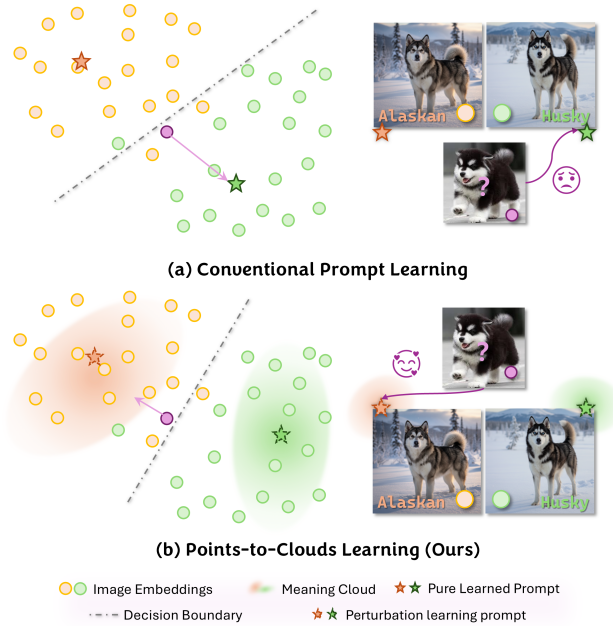 Alaskan
Husky
?
(a) Conventional Prompt Learning
?
Alaskan
Husky
(b) Points-to-Clouds Learning (Ours)
Image Embeddings
Meaning Cloud
Pure Learned Prompt
Decision Boundary
Perturbation learning prompt